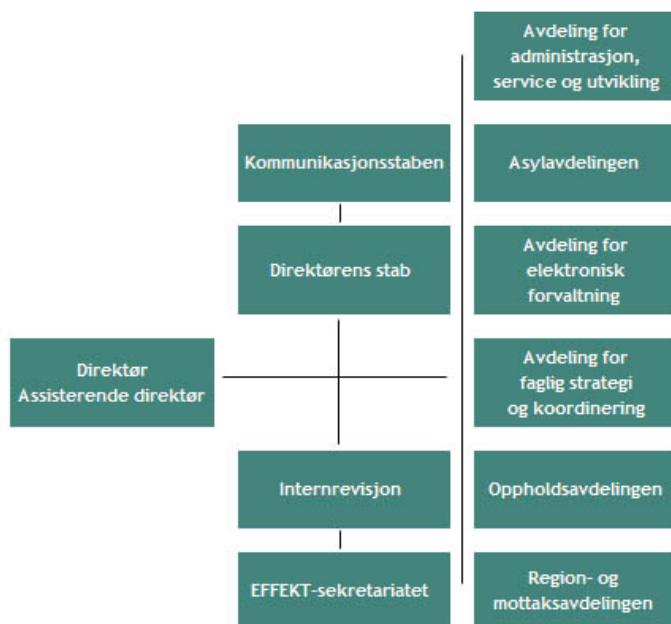 Avdeling for
administrasjon,
service og utvikling
Kommunikasjonsstaben
Asylavdelingen
Direktørens stab
Avdeling for
elektronisk
forvaltning
Direktør
Assisterende direktør
Avdeling for
faglig strategi
og koordinering
Internrevisjon
Oppholdsavdelingen
EFFEKT-sekretariatet
Region- og
mottaksavdelingen